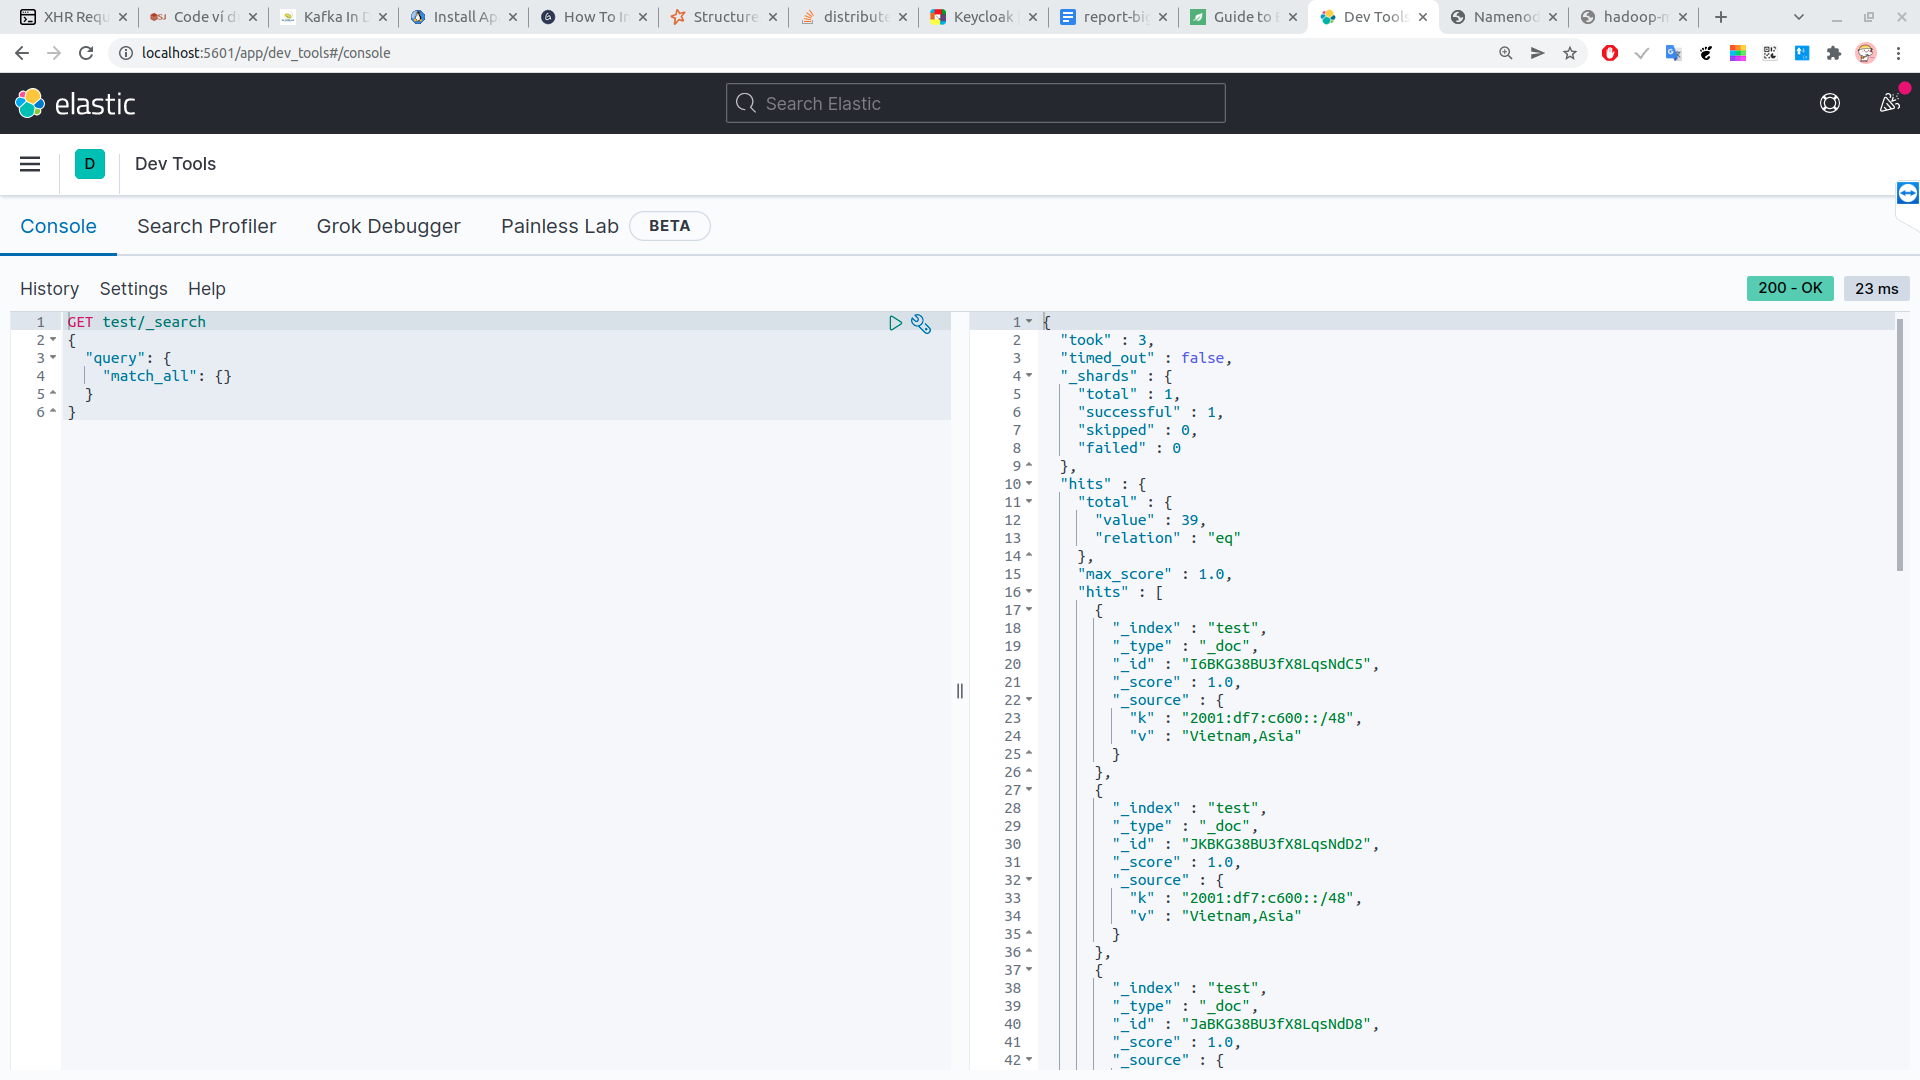 XHR Requ
Code ví d
Kafka In D
Install Ap
How To In
Structure
distribute
Keycloak
report-big
Guide to
Dev Tools
Namenod
hadoop-m
localhost:5601/app/dev_tools#/console
elastic
Search Elastic
D
Dev Tools
Console
Search Profiler
Grok Debugger
Painless Lab
BETA
History
Settings
Help
200 - OK
23 ms
1 GET test/_search
2 {
3 "query": {
4 "match_all": {}
5 }
6 }
1 {
2 "took" : 3,
3 "timed_out" : false,
4 "_shards" : {
5 "total" : 1,
6 "successful" : 1,
7 "skipped" : 0,
8 "failed" : 0
9 },
10 "hits" : {
11 "total" : {
12 "value" : 39,
13 "relation" : "eq"
14 },
15 "max_score" : 1.0,
16 "hits" : [
17 {
18 "_index" : "test",
19 "_type" : "_doc",
20 "_id" : "I6BKG38BU3fX8LqsNdC5",
21 "_score" : 1.0,
22 "_source" : {
23 "k" : "2001:df7:c600::/48",
24 "v" : "Vietnam,Asia"
25 }
26 },
27 {
28 "_index" : "test",
29 "_type" : "_doc",
30 "_id" : "JKBKG38BU3fX8LqsNdD2",
31 "_score" : 1.0,
32 "_source" : {
33 "k" : "2001:df7:c600::/48",
34 "v" : "Vietnam,Asia"
35 }
36 },
37 {
38 "_index" : "test",
39 "_type" : "_doc",
40 "_id" : "JaBKG38BU3fX8LqsNdD8",
41 "_score" : 1.0,
42 "_source" : {